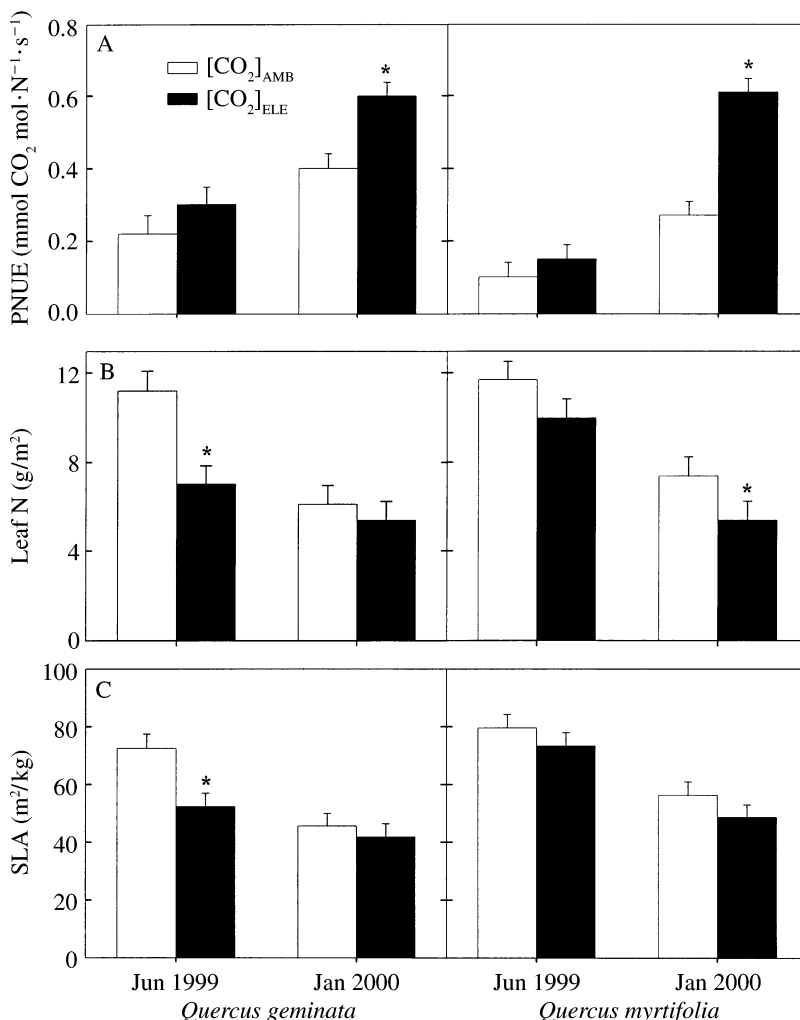 A
[CO₂]AMB
[CO₂]ELE
*
*
PNUE (mmol CO₂ mol·N⁻¹·s⁻¹)
0.8
0.6
0.4
0.2
0.0
B
*
*
Leaf N (g/m²)
12
8
4
0
C
*
SLA (m²/kg)
100
80
60
40
20
0
Jun 1999
Jan 2000
Jun 1999
Jan 2000
Quercus geminata
Quercus myrtifolia